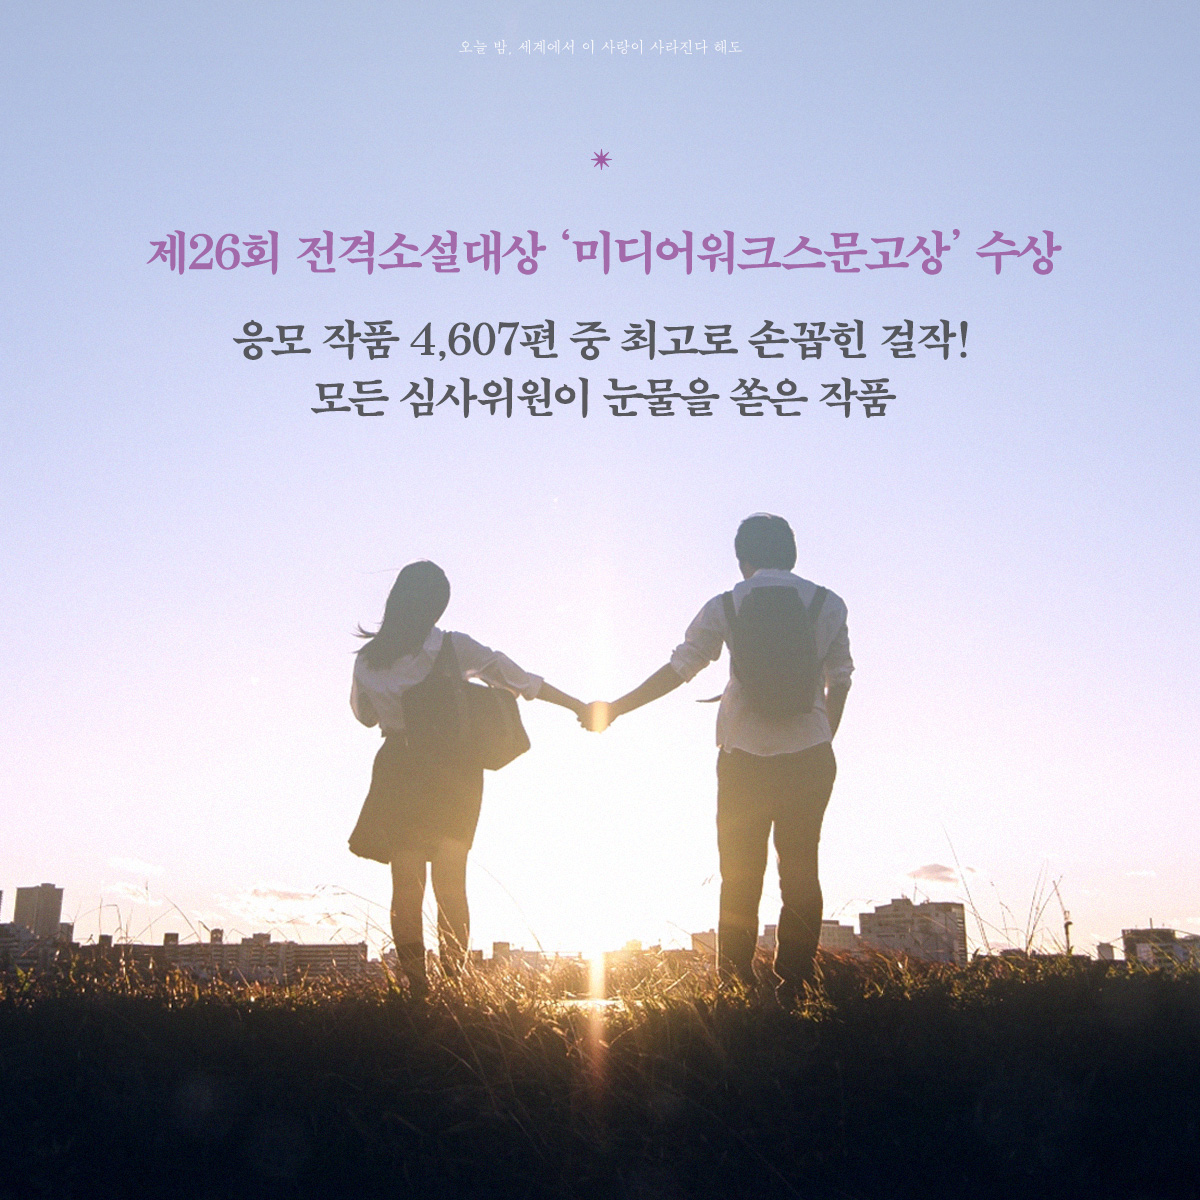 오늘 밤, 세계에서 이 사랑이 사라진다 해도
제26회 전격소설대상 ‘미디어워크스문고상’ 수상
응모 작품 4,607편 중 최고로 손꼽힌 걸작!
모든 심사위원이 눈물을 쏟은 작품